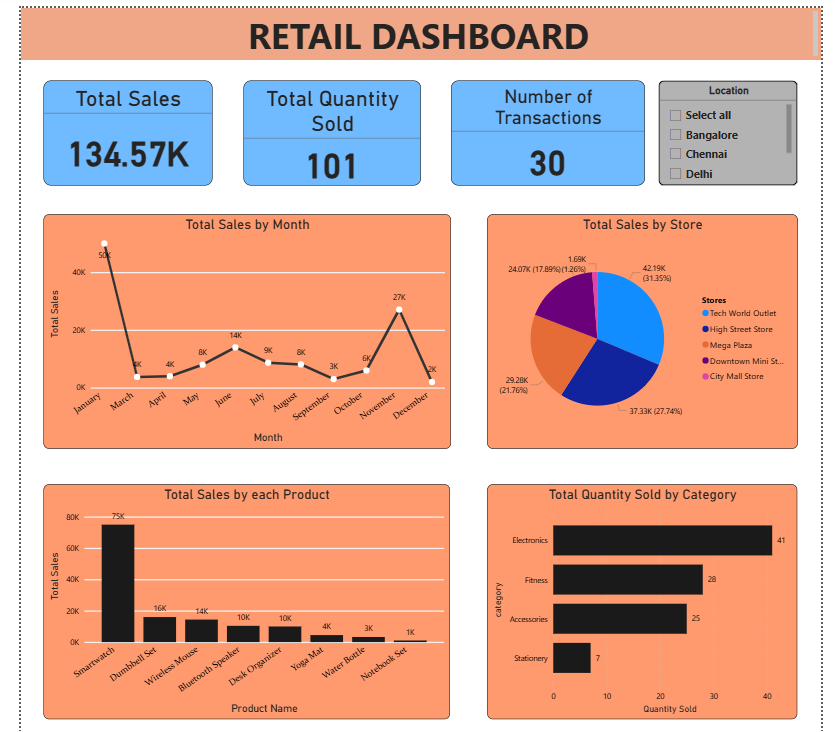 RETAIL DASHBOARD
Total Sales
134.57K
Total Quantity
Sold
101
Number of
Transactions
30
Location
Select all
Bangalore
Chennai
Delhi
Total Sales by Month
Total Sales
40K
20K
0K
50K
4K
4K
8K
14K
9K
8K
3K
6K
27K
2K
January
March
April
May
June
July
August
September
October
November
December
Month
Total Sales by Store
1.69K
(1.26%)
24.07K (17.89%)
42.19K
(31.35%)
29.28K
(21.76%)
37.33K (27.74%)
Stores
Tech World Outlet
High Street Store
Mega Plaza
Downtown Mini St...
City Mall Store
Total Sales by each Product
Total Sales
80K
60K
40K
20K
0K
75K
16K
14K
10K
10K
4K
3K
1K
Smartwatch
Dumbbell Set
Wireless Mouse
Bluetooth Speaker
Desk Organizer
Yoga Mat
Water Bottle
Notebook Set
Product Name
Total Quantity Sold by Category
category
Electronics
41
Fitness
28
Accessories
25
Stationery
7
0
10
20
30
40
Quantity Sold